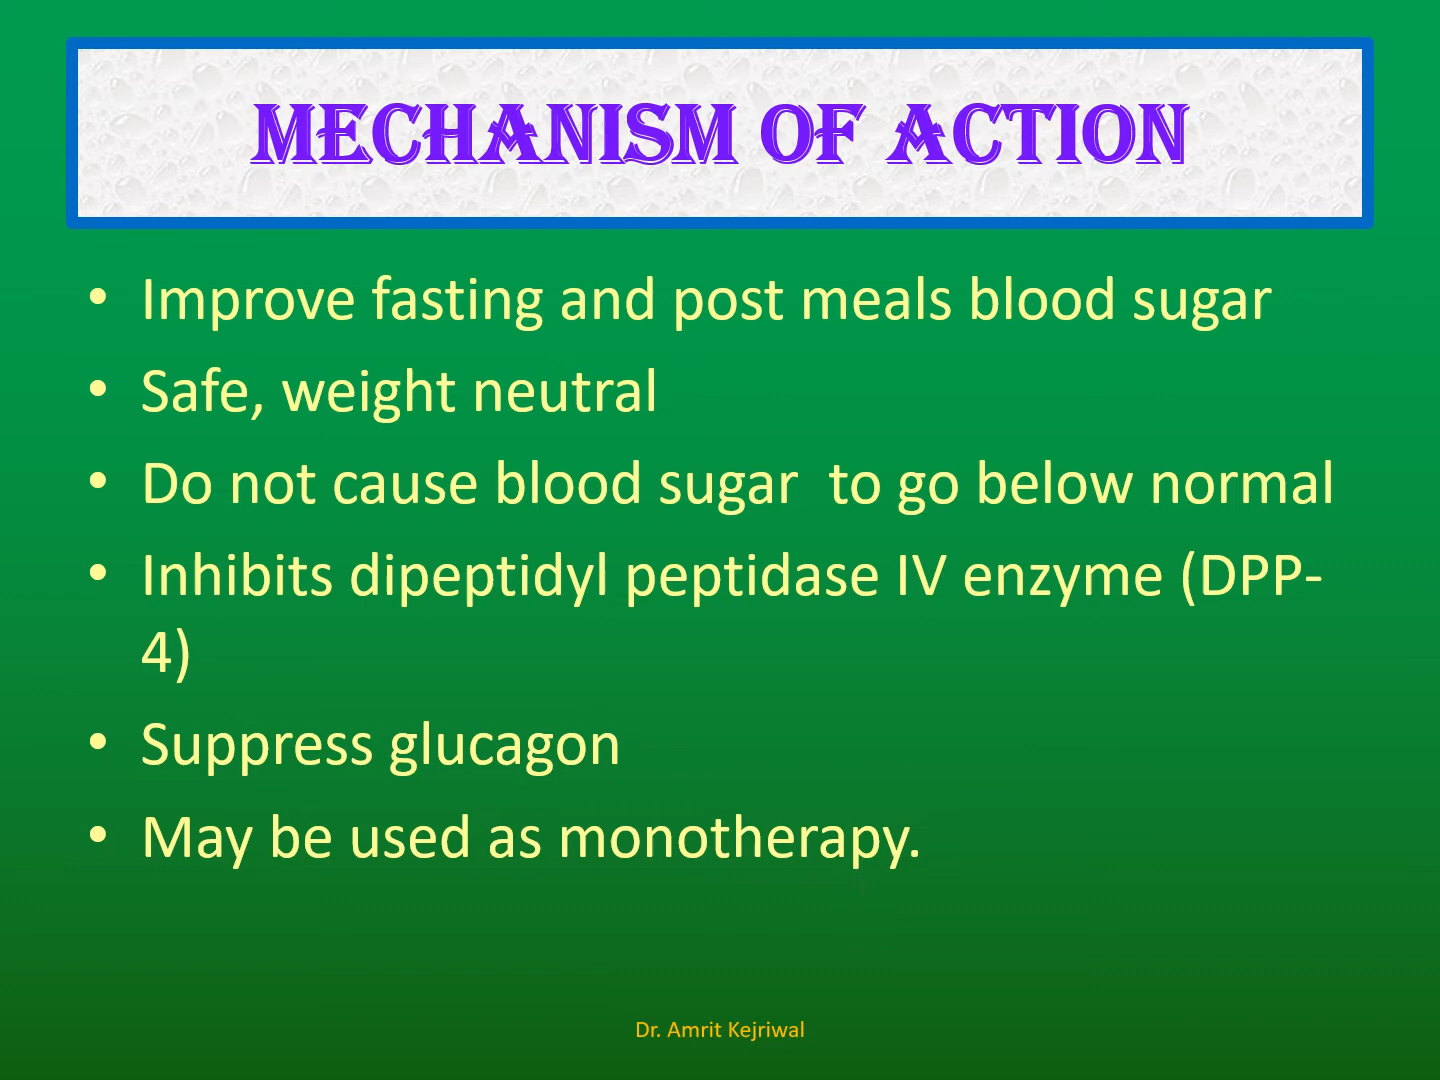 MECHANISM OF ACTION
• Improve fasting and post meals blood sugar
• Safe, weight neutral
• Do not cause blood sugar  to go below normal
• Inhibits dipeptidyl peptidase IV enzyme (DPP-
4)
• Suppress glucagon
• May be used as monotherapy.
Dr. Amrit Kejriwal